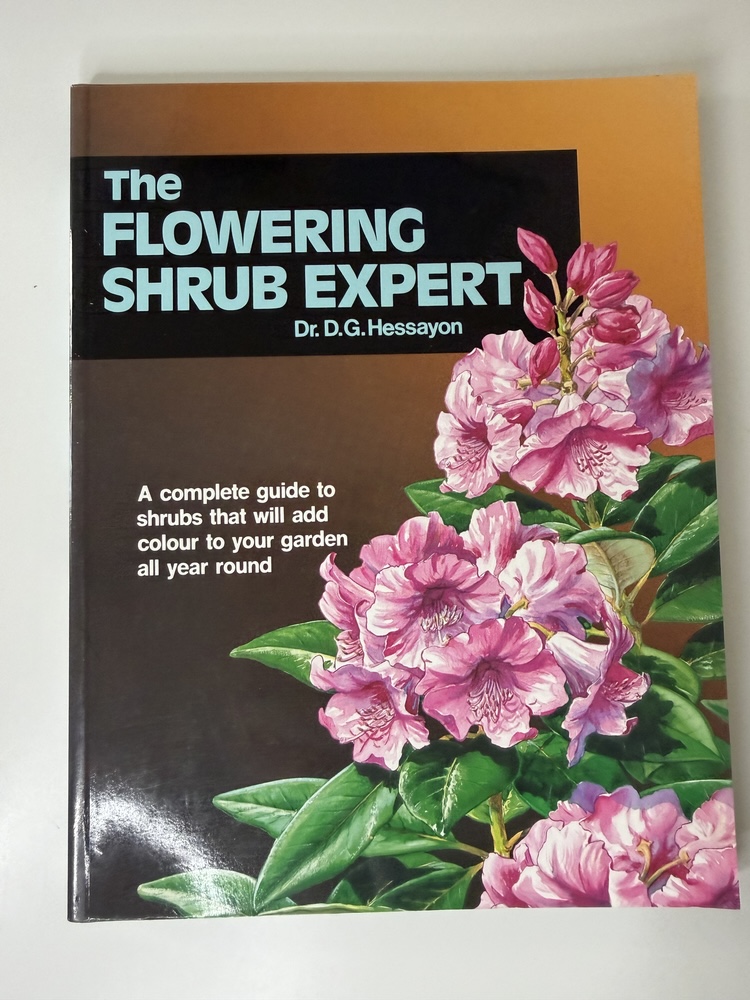 The
FLOWERING
SHRUB EXPERT
Dr. D.G. Hessayon
A complete guide to
shrubs that will add
colour to your garden
all year round